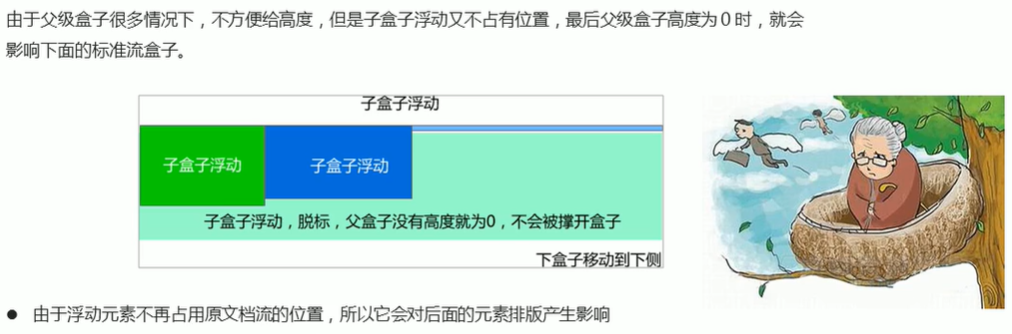 由于父级盒子很多情况下，不方便给高度，但是子盒子浮动又不占有位置，最后父级盒子高度为0时，就会
影响下面的标准流盒子。
子盒子浮动
子盒子浮动
子盒子浮动
子盒子浮动，脱标，父盒子没有高度就为0，不会被撑开盒子
下盒子移动到下侧
● 由于浮动元素不再占用原文档流的位置，所以它会对后面的元素排版产生影响